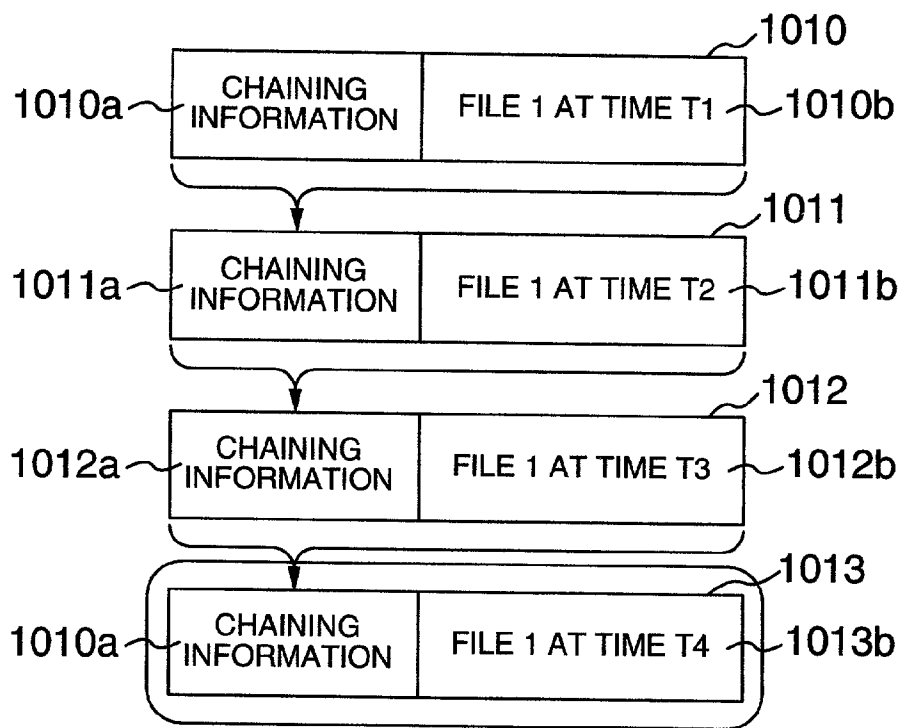 1010
1010a
CHAINING
INFORMATION
FILE 1 AT TIME T1
1010b
1011
1011a
CHAINING
INFORMATION
FILE 1 AT TIME T2
1011b
1012
1012a
CHAINING
INFORMATION
FILE 1 AT TIME T3
1012b
1013
1010a
CHAINING
INFORMATION
FILE 1 AT TIME T4
1013b